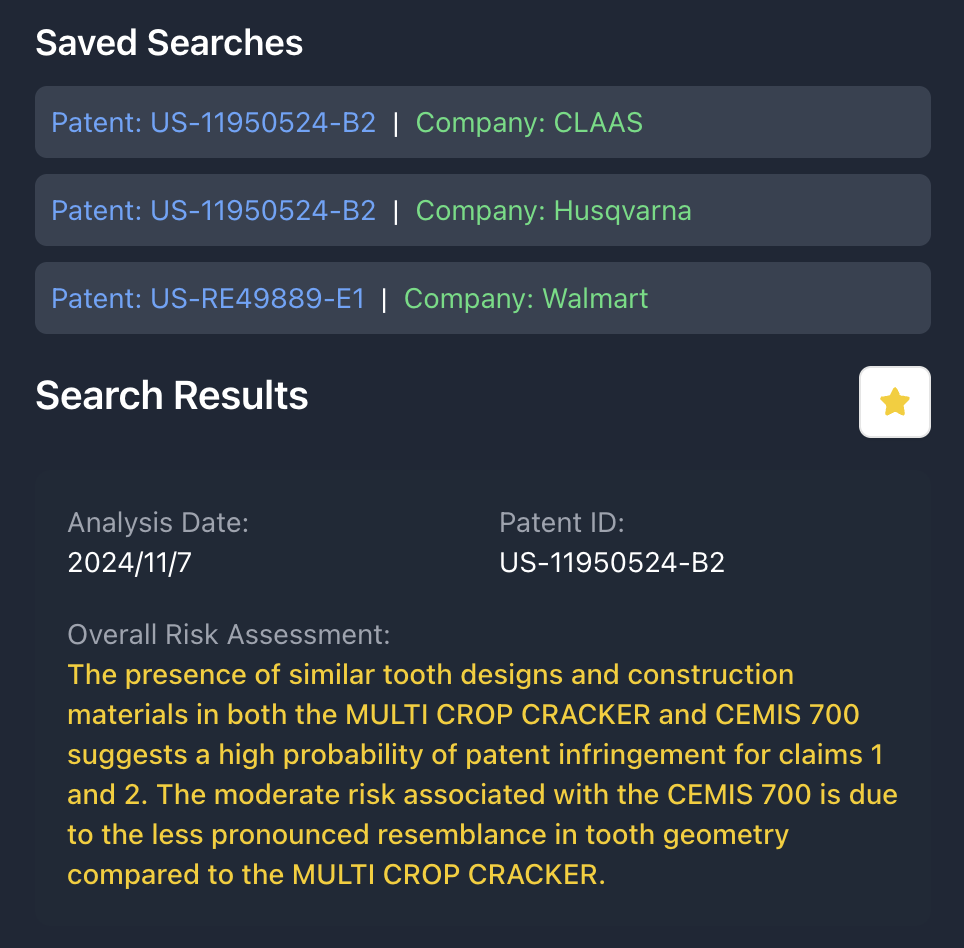 Saved Searches
Patent: US-11950524-B2 | Company: CLAAS
Patent: US-11950524-B2 | Company: Husqvarna
Patent: US-RE49889-E1 | Company: Walmart
Search Results
Analysis Date:
2024/11/7
Patent ID:
US-11950524-B2
Overall Risk Assessment:
The presence of similar tooth designs and construction
materials in both the MULTI CROP CRACKER and CEMIS 700
suggests a high probability of patent infringement for claims 1
and 2. The moderate risk associated with the CEMIS 700 is due
to the less pronounced resemblance in tooth geometry
compared to the MULTI CROP CRACKER.